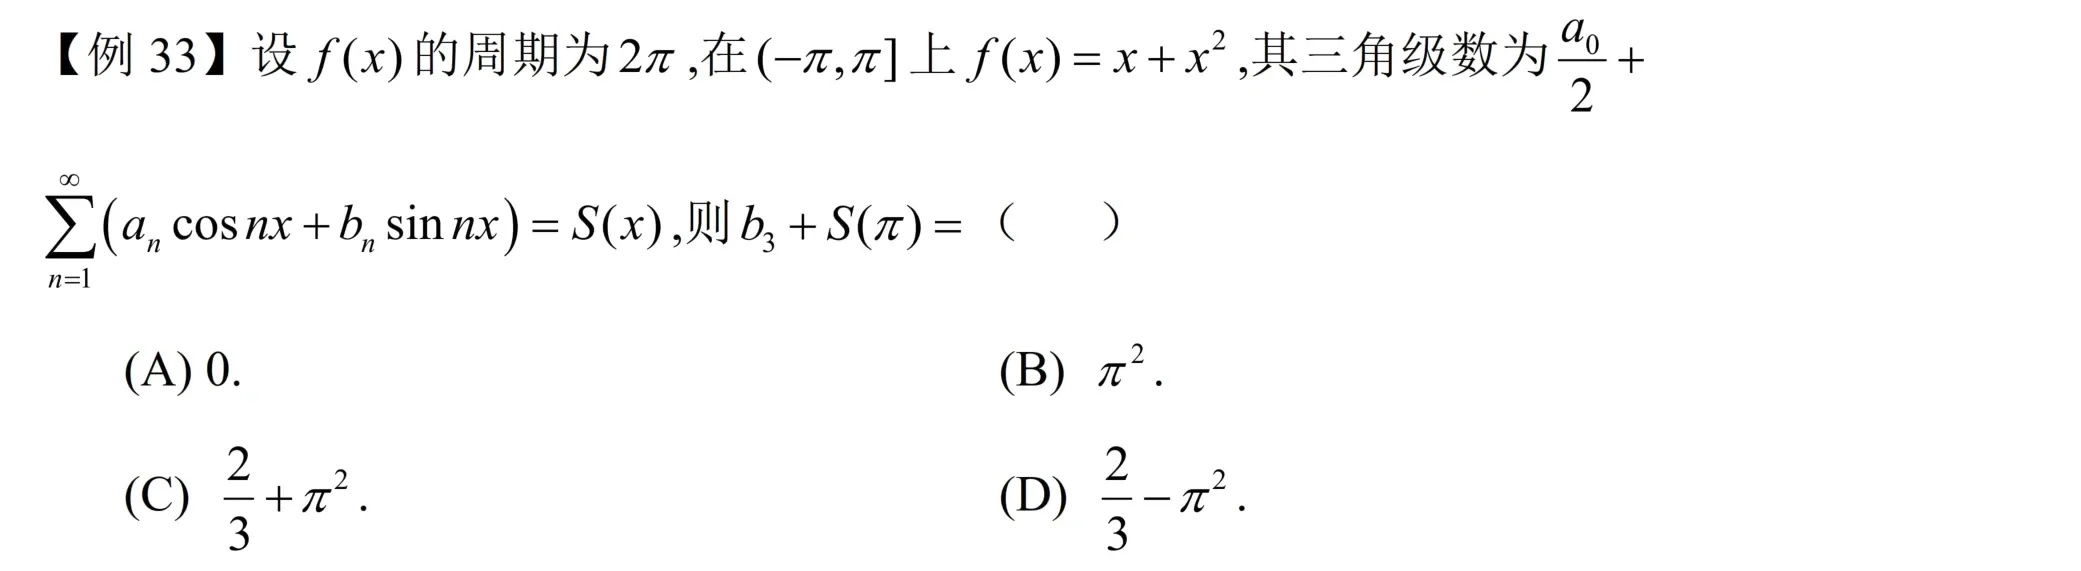 【例 33】设 f(x) 的周期为 2π ,在 (−π,π] 上 f(x) = x + x² ,其三角级数为 a₀/2 +
∑_{n=1}^{∞} (aₙ cos nx + bₙ sin nx) = S(x) ,则 b₃ + S(π) = （　　）
(A) 0. (B) π² .
(C) 2/3 + π² . (D) 2/3 − π² .